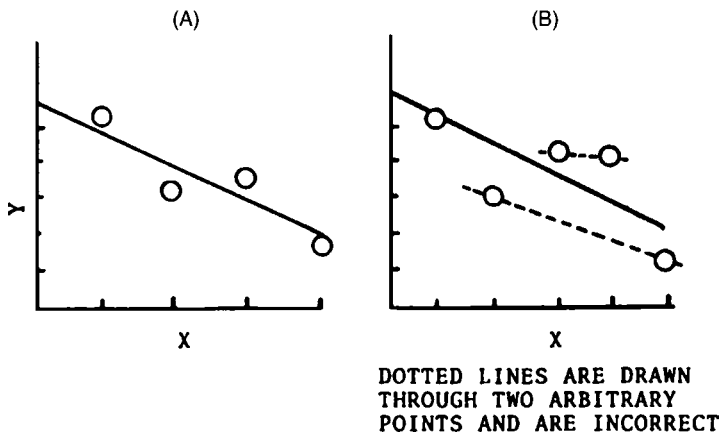 (A)
(B)
Y
X
X
DOTTED LINES ARE DRAWN
THROUGH TWO ARBITRARY
POINTS AND ARE INCORRECT